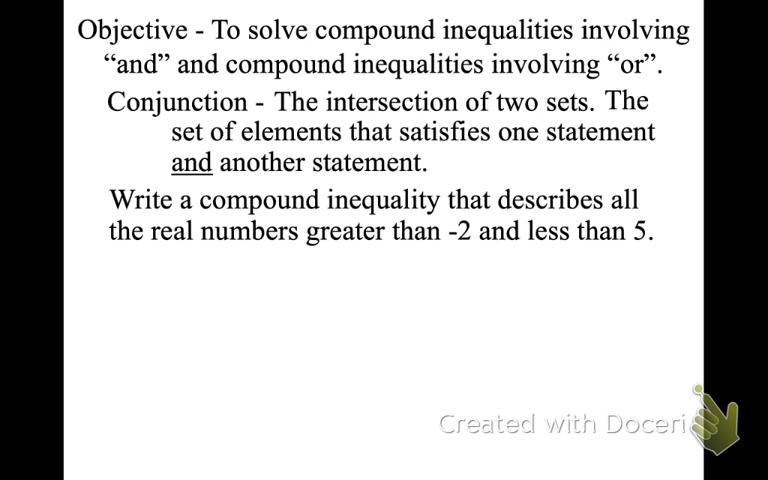 Objective - To solve compound inequalities involving
“and” and compound inequalities involving “or”.
Conjunction - The intersection of two sets. The
set of elements that satisfies one statement
and another statement.
Write a compound inequality that describes all
the real numbers greater than -2 and less than 5.
Created with Doceri